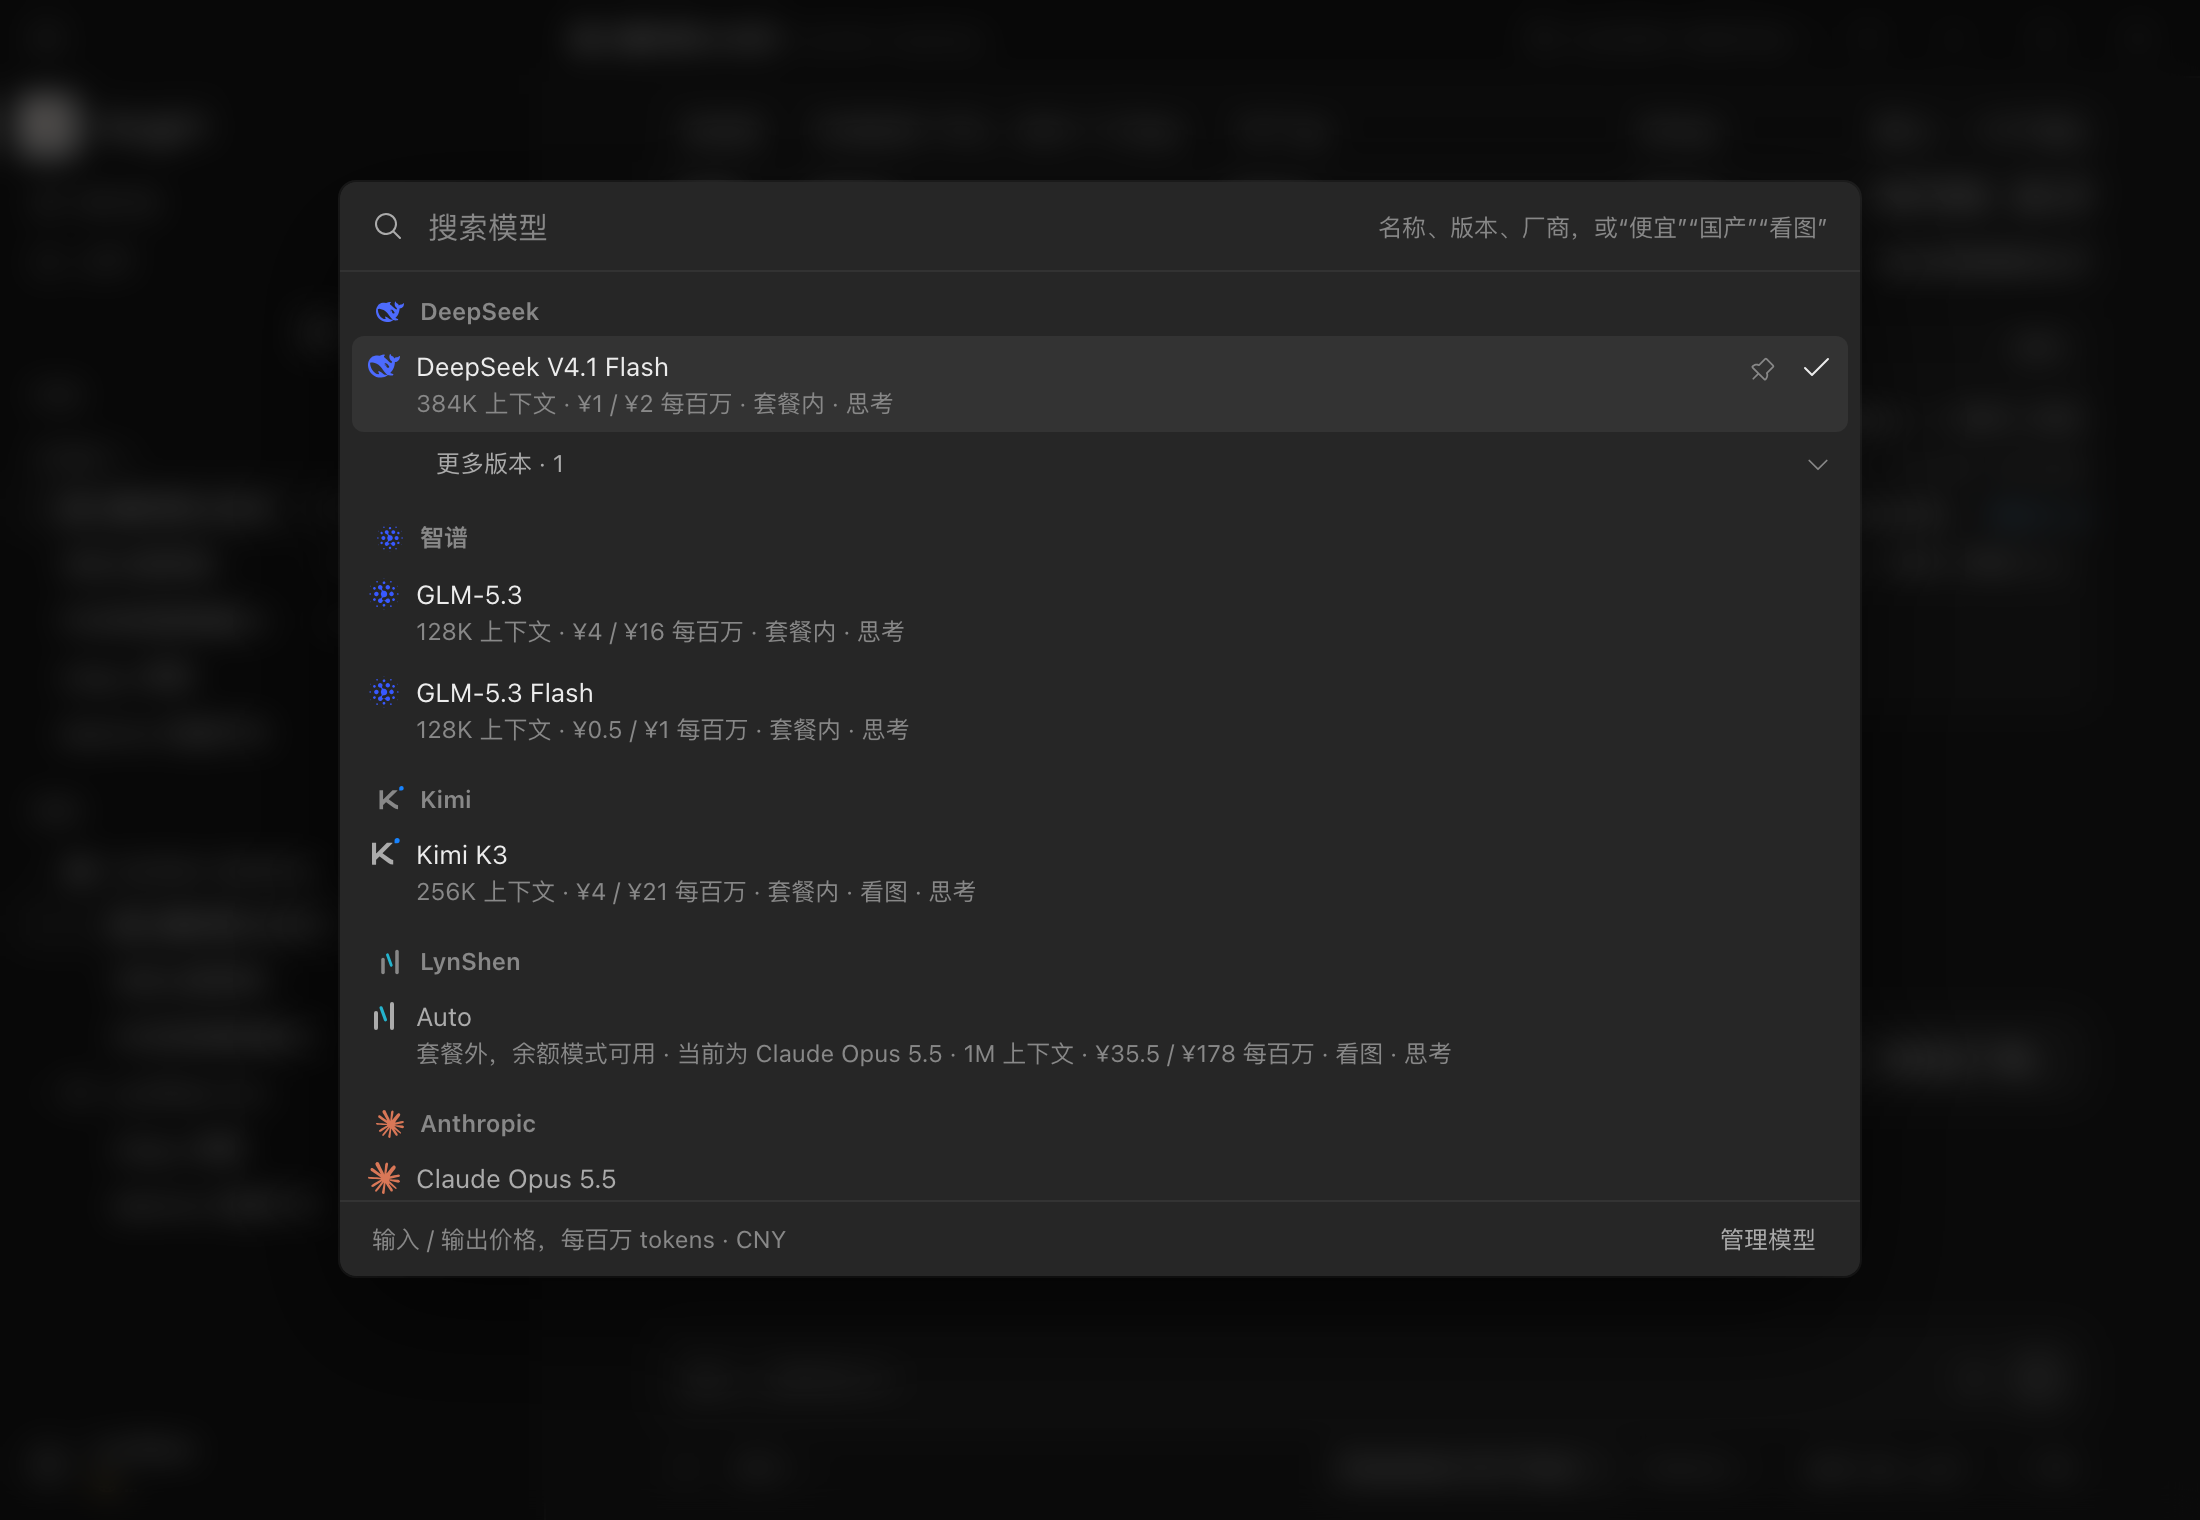 搜索模型
名称、版本、厂商，或“便宜”“国产”“看图”
DeepSeek
DeepSeek V4.1 Flash
384K 上下文 · ¥1 / ¥2 每百万 · 套餐内 · 思考
更多版本 · 1
智谱
GLM-5.3
128K 上下文 · ¥4 / ¥16 每百万 · 套餐内 · 思考
GLM-5.3 Flash
128K 上下文 · ¥0.5 / ¥1 每百万 · 套餐内 · 思考
Kimi
Kimi K3
256K 上下文 · ¥4 / ¥21 每百万 · 套餐内 · 看图 · 思考
LynShen
Auto
套餐外，余额模式可用 · 当前为 Claude Opus 5.5 · 1M 上下文 · ¥35.5 / ¥178 每百万 · 看图 · 思考
Anthropic
Claude Opus 5.5
输入 / 输出价格，每百万 tokens · CNY
管理模型